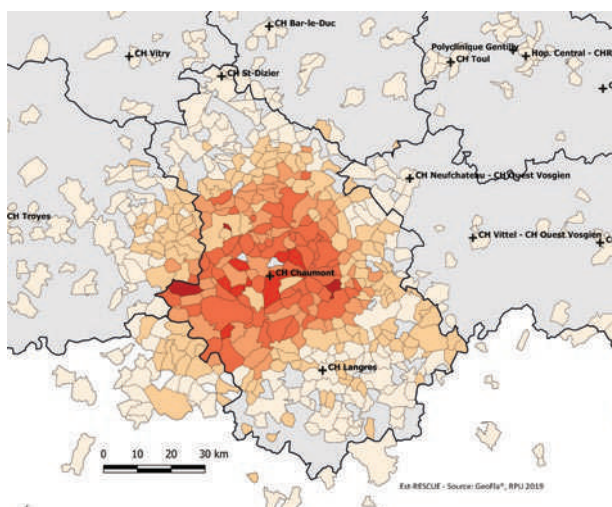 CH Bar-le-Duc
CH Vitry
Polyclinique Gentilly
Hop. Central - CHR
CH Toul
CH St-Dizier
CH Neufchateau - CH Ouest Vosgien
CH Troyes
CH Vittel - CH Ouest Vosgien
CH Chaumont
CH Langres
0 10 20 30 km
Est-RESCUE - Source: GeoFla®, RPU 2019